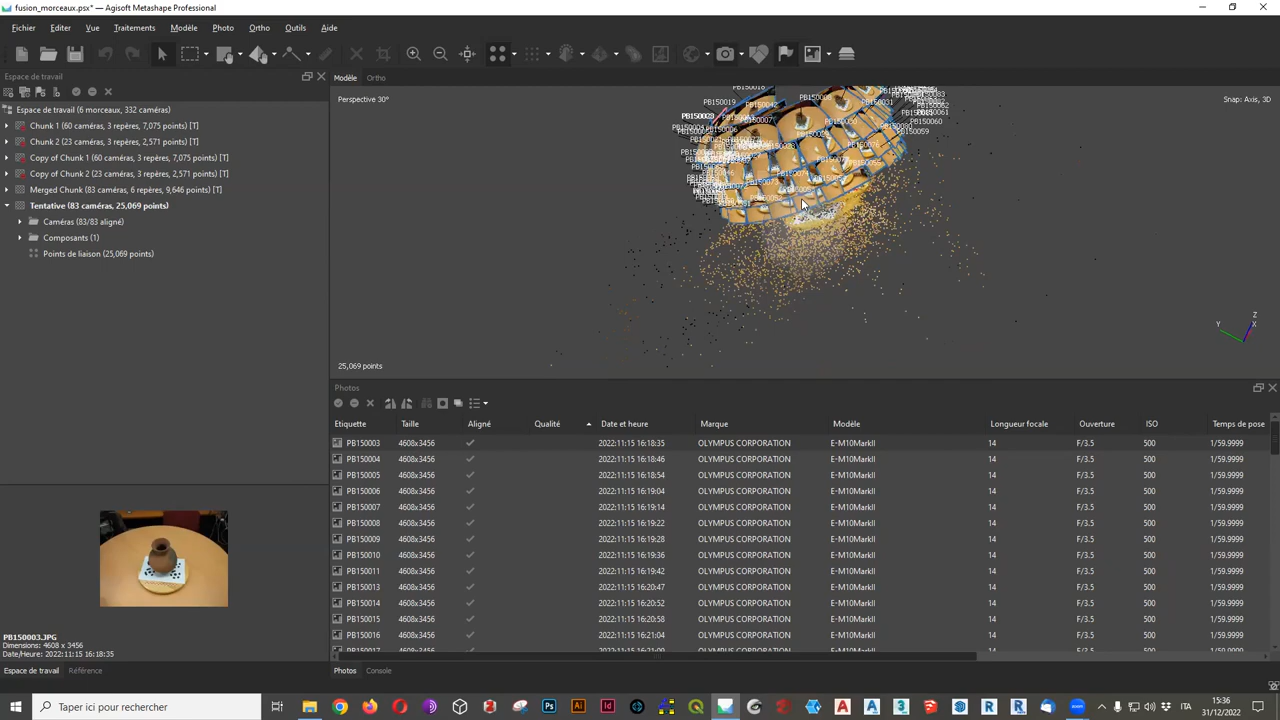 fusion_morceaux.psx* — Agisoft Metashape Professional
Fichier Editer Vue Traitements Modèle Photo Ortho Outils Aide
Espace de travail
Modèle Ortho
Espace de travail (6 morceaux, 332 caméras)
Chunk 1 (60 caméras, 3 repères, 7,075 points) [T]
Chunk 2 (23 caméras, 3 repères, 2,571 points) [T]
Copy of Chunk 1 (60 caméras, 3 repères, 7,075 points) [T]
Copy of Chunk 2 (23 caméras, 3 repères, 2,571 points) [T]
Merged Chunk (83 caméras, 6 repères, 9,646 points) [T]
Tentative (83 caméras, 25,069 points)
Caméras (83/83 aligné)
Composants (1)
Points de liaison (25,069 points)
Perspective 30°
Snap: Axis, 3D
PB150018
PB150019
PB150042
PB150031
PB150061
PB150060
PB150059
PB150076
PB150074
Z
Y X
25,069 points
Photos
Etiquette Taille Aligné Qualité Date et heure Marque Modèle Longueur focale Ouverture ISO Temps de pose
PB150003 4608x3456 2022:11:15 16:18:35 OLYMPUS CORPORATION E-M10MarkII 14 F/3.5 500 1/59.9999
PB150004 4608x3456 2022:11:15 16:18:46 OLYMPUS CORPORATION E-M10MarkII 14 F/3.5 500 1/59.9999
PB150005 4608x3456 2022:11:15 16:18:54 OLYMPUS CORPORATION E-M10MarkII 14 F/3.5 500 1/59.9999
PB150006 4608x3456 2022:11:15 16:19:04 OLYMPUS CORPORATION E-M10MarkII 14 F/3.5 500 1/59.9999
PB150007 4608x3456 2022:11:15 16:19:14 OLYMPUS CORPORATION E-M10MarkII 14 F/3.5 500 1/59.9999
PB150008 4608x3456 2022:11:15 16:19:22 OLYMPUS CORPORATION E-M10MarkII 14 F/3.5 500 1/59.9999
PB150009 4608x3456 2022:11:15 16:19:28 OLYMPUS CORPORATION E-M10MarkII 14 F/3.5 500 1/59.9999
PB150010 4608x3456 2022:11:15 16:19:36 OLYMPUS CORPORATION E-M10MarkII 14 F/3.5 500 1/59.9999
PB150011 4608x3456 2022:11:15 16:19:42 OLYMPUS CORPORATION E-M10MarkII 14 F/3.5 500 1/59.9999
PB150013 4608x3456 2022:11:15 16:20:47 OLYMPUS CORPORATION E-M10MarkII 14 F/3.5 500 1/59.9999
PB150014 4608x3456 2022:11:15 16:20:52 OLYMPUS CORPORATION E-M10MarkII 14 F/3.5 500 1/59.9999
PB150015 4608x3456 2022:11:15 16:20:58 OLYMPUS CORPORATION E-M10MarkII 14 F/3.5 500 1/59.9999
PB150016 4608x3456 2022:11:15 16:21:04 OLYMPUS CORPORATION E-M10MarkII 14 F/3.5 500 1/59.9999
PB150003.JPG
Dimensions: 4608 x 3456
Date/Heure: 2022:11:15 16:18:35
Espace de travail Référence
Photos Console
Taper ici pour rechercher
ITA
15:36
31/12/2022